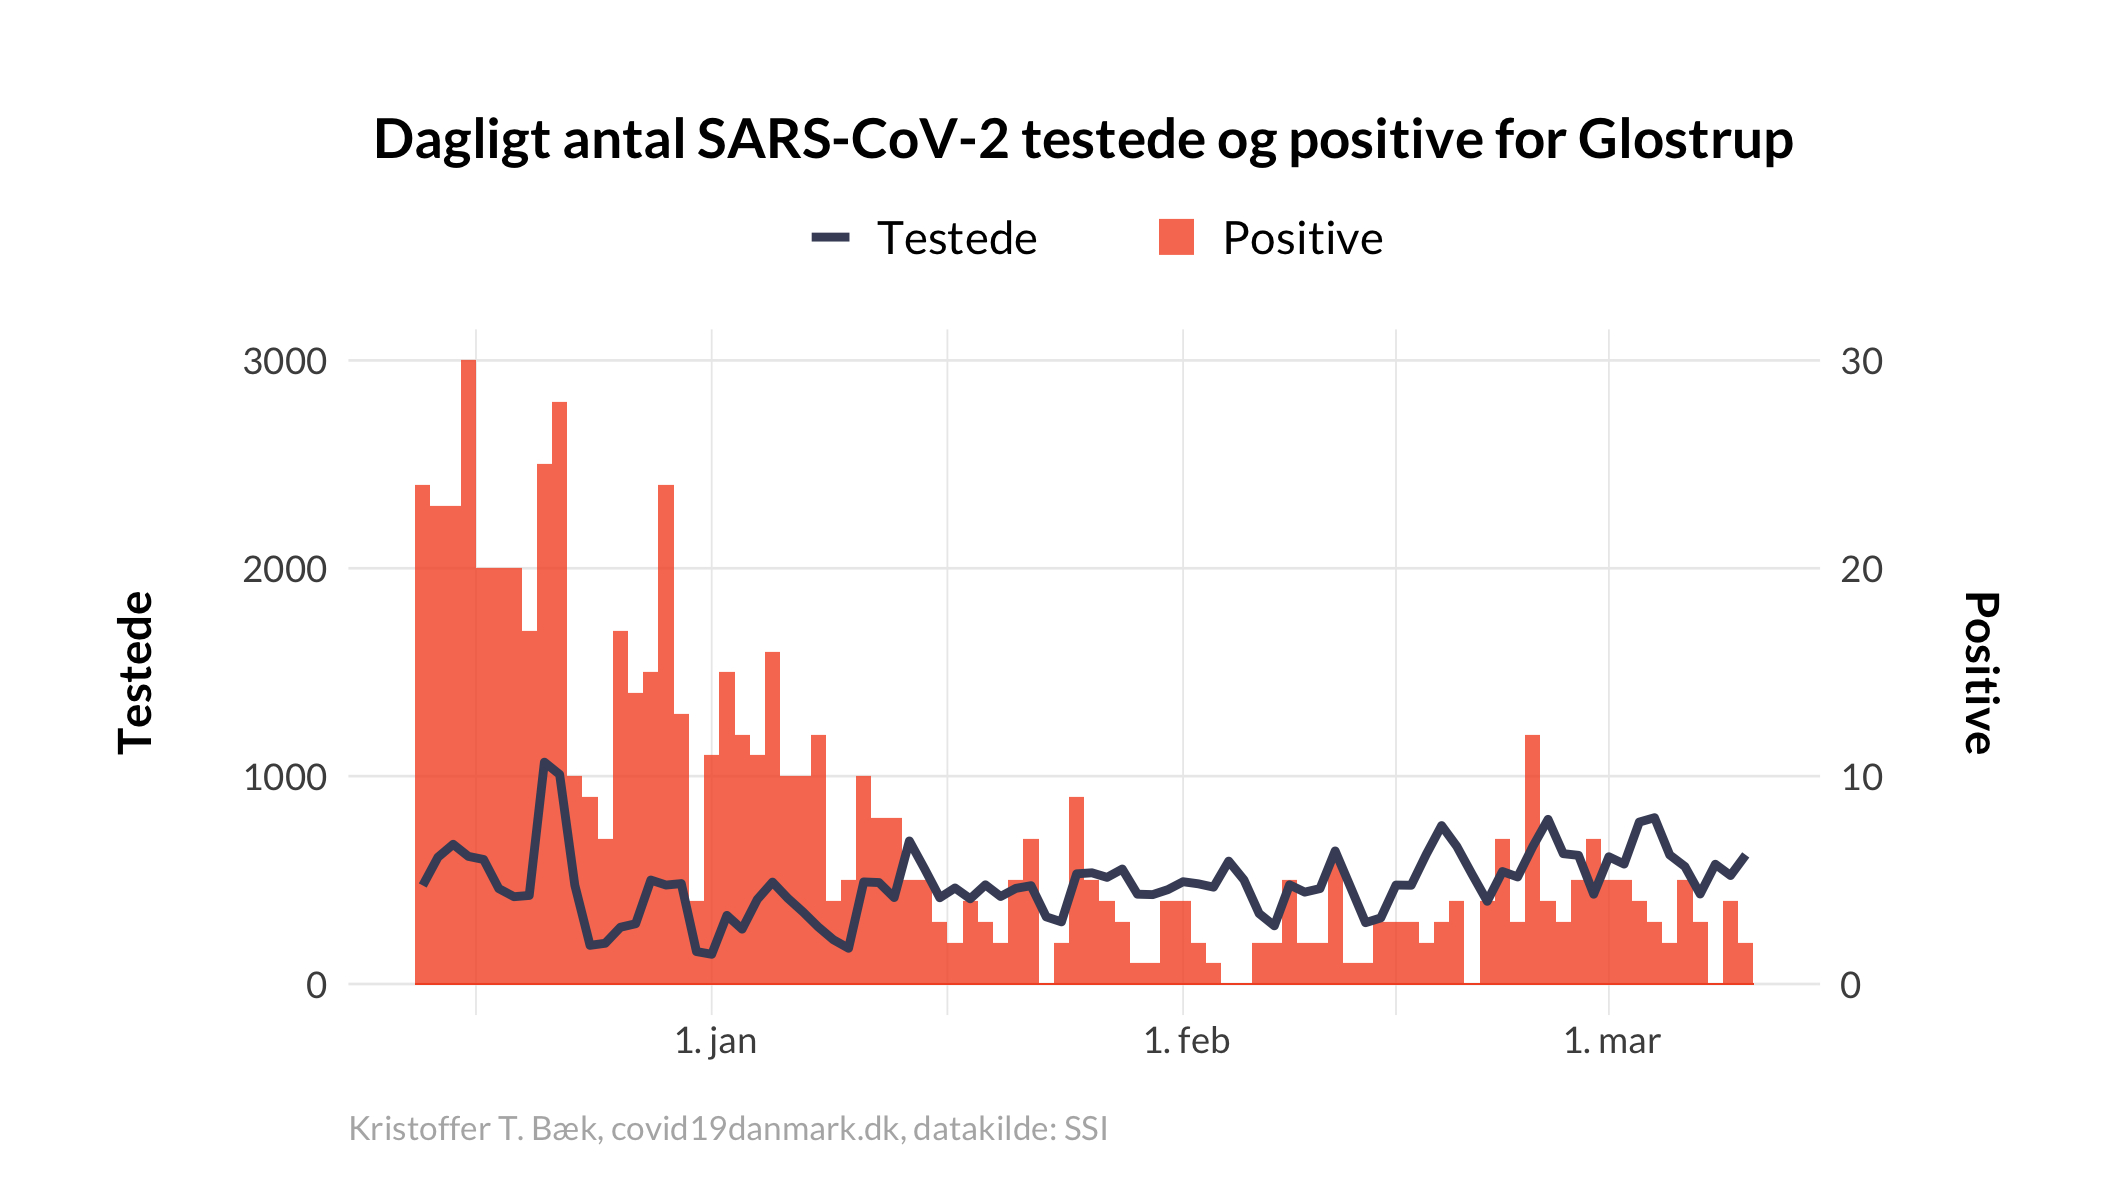 Dagligt antal SARS-CoV-2 testede og positive for Glostrup
Testede
Positive
3000
2000
1000
0
30
20
10
0
Testede
Positive
1. jan
1. feb
1. mar
Kristoffer T. Bæk, covid19danmark.dk, datakilde: SSI